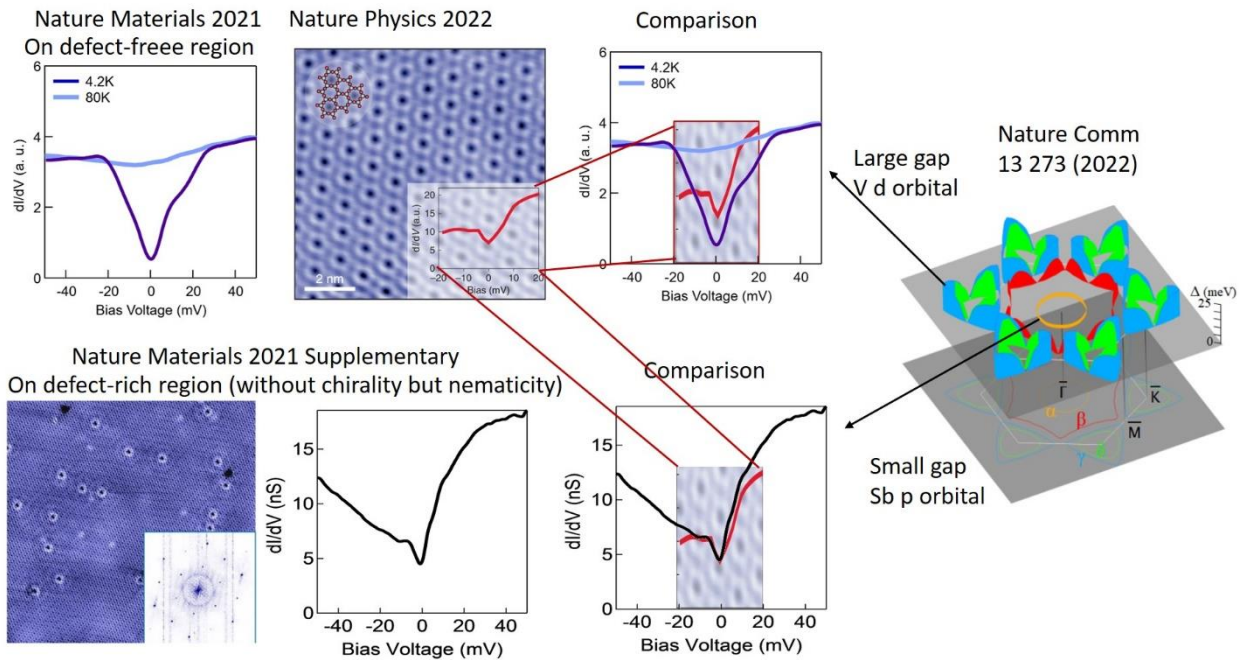 Nature Materials 2021
On defect-freee region
6
4
2
0
dI/dV (a. u.)
4.2K
80K
-50 -40 -20 0 20 40
Bias Voltage (mV)
Nature Physics 2022
2 nm
20
15
10
5
0
dI/dV (a.u.)
-20 -10 0 10 20
Bias (mV)
Comparison
6
4
2
0
dI/dV (a. u.)
4.2K
80K
-50 -40 -20 0 20 40
Bias Voltage (mV)
Nature Comm
13 273 (2022)
Large gap
V d orbital
Δ (meV)
25
0
Γ̅
K̅
M̅
α
β
γ
δ
Small gap
Sb p orbital
Nature Materials 2021 Supplementary
On defect-rich region (without chirality but nematicity)
15
10
5
0
dI/dV (nS)
-50 -40 -20 0 20 40
Bias Voltage (mV)
Comparison
15
10
5
0
dI/dV (nS)
-50 -40 -20 0 20 40
Bias Voltage (mV)